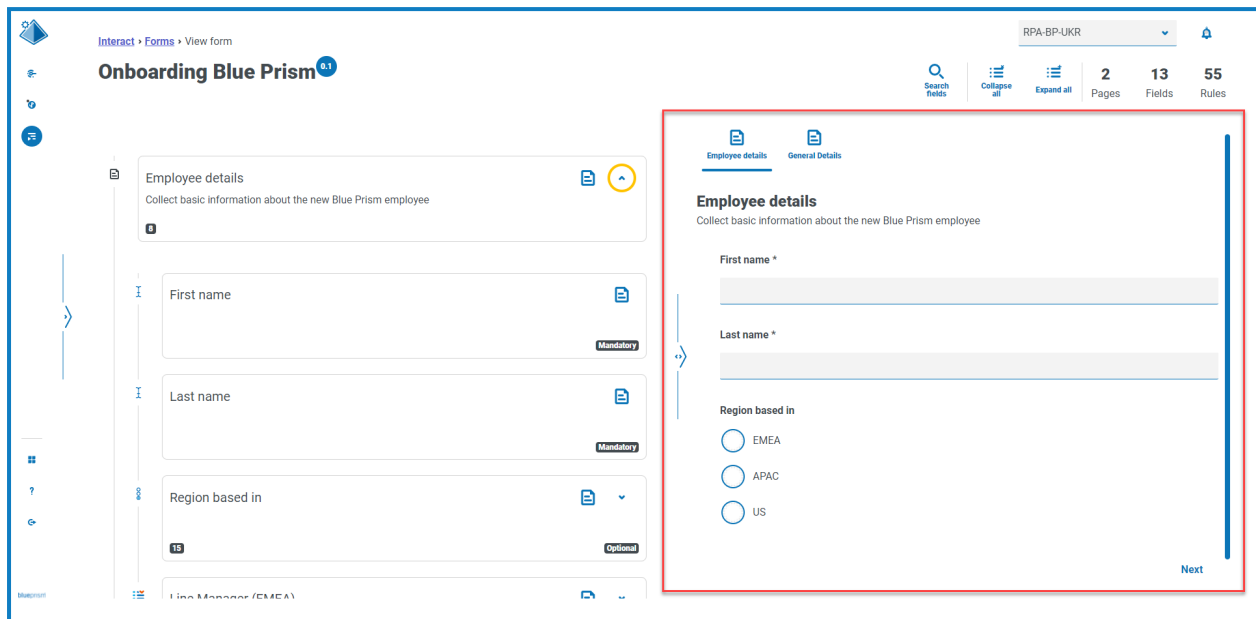 Interact › Forms › View form
RPA-BP-UKR
Onboarding Blue Prism 0.1
Search fields
Collapse all
Expand all
2 Pages
13 Fields
55 Rules
Employee details
Collect basic information about the new Blue Prism employee
First name
Mandatory
Last name
Mandatory
Region based in
15
Optional
Line Manager (EMEA)
Employee details
General Details
Employee details
Collect basic information about the new Blue Prism employee
First name *
Last name *
Region based in
EMEA
APAC
US
Next
?
blueprism